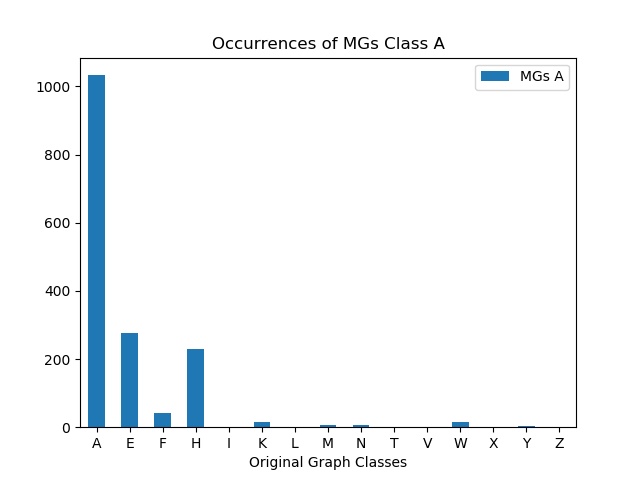 Occurrences of MGs Class A
MGs A
1000
800
600
400
200
0
A E F H I K L M N T V W X Y Z
Original Graph Classes